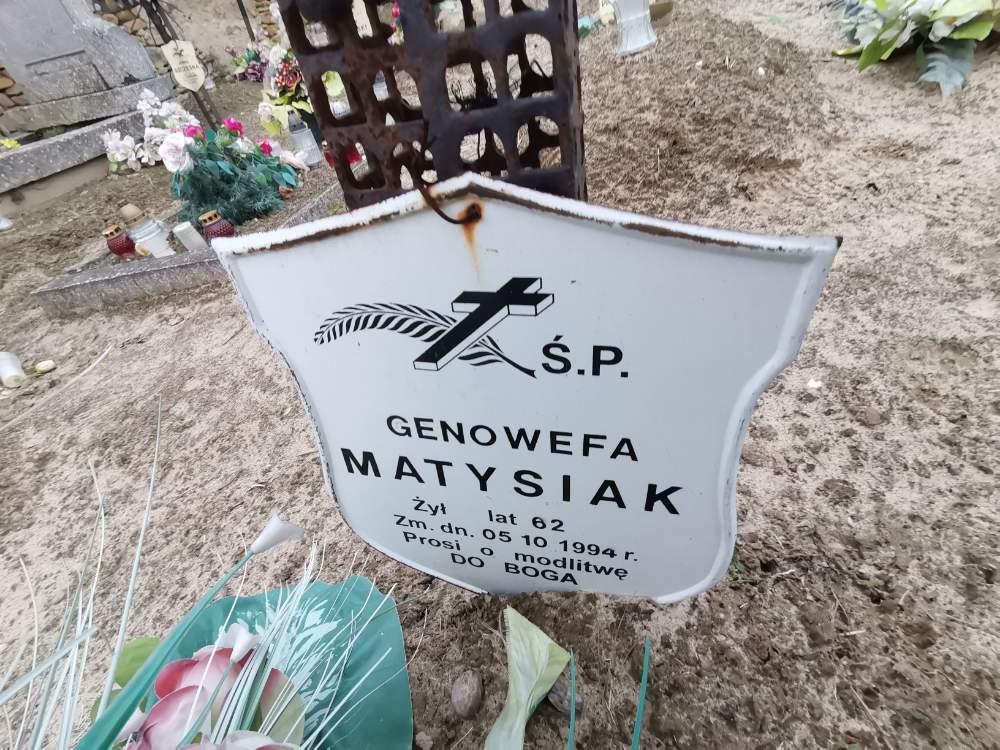 Ś.P.
GENOWEFA
MATYSIAK
Żył lat 62
Zm. dn. 05 10 1994 r.
Prosi o modlitwę
DO BOGA